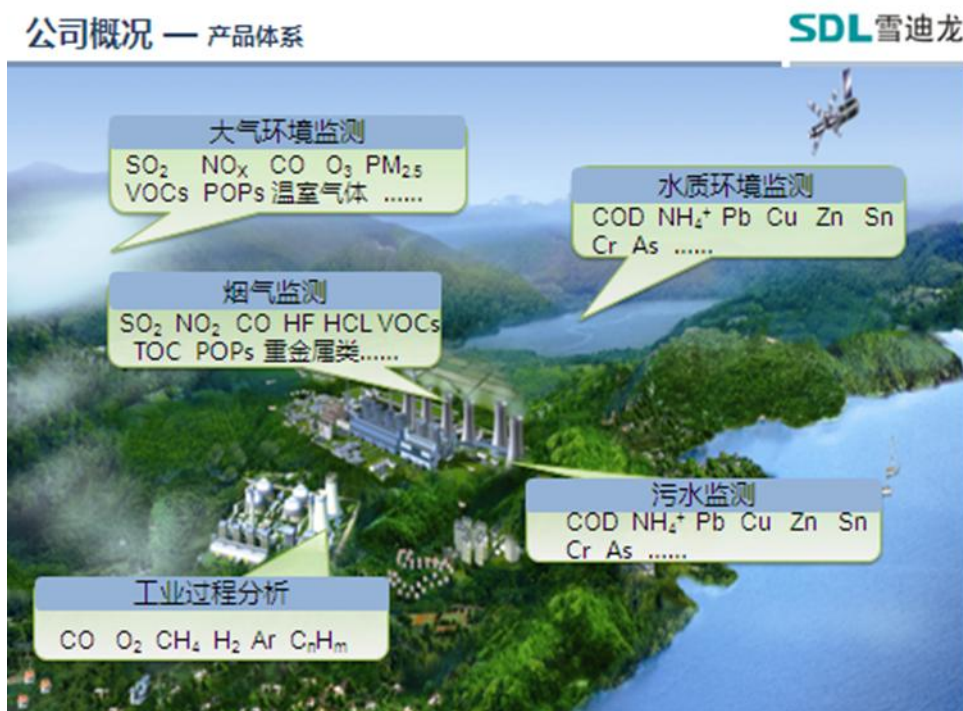 公司概况 — 产品体系
SDL雪迪龙
大气环境监测
SO₂ NOₓ CO O₃ PM₂.₅
VOCs POPs 温室气体 ......
水质环境监测
COD NH₄⁺ Pb Cu Zn Sn
Cr As ......
烟气监测
SO₂ NO₂ CO HF HCL VOCs
TOC POPs 重金属类......
污水监测
COD NH₄⁺ Pb Cu Zn Sn
Cr As ......
工业过程分析
CO O₂ CH₄ H₂ Ar CₙHₘ